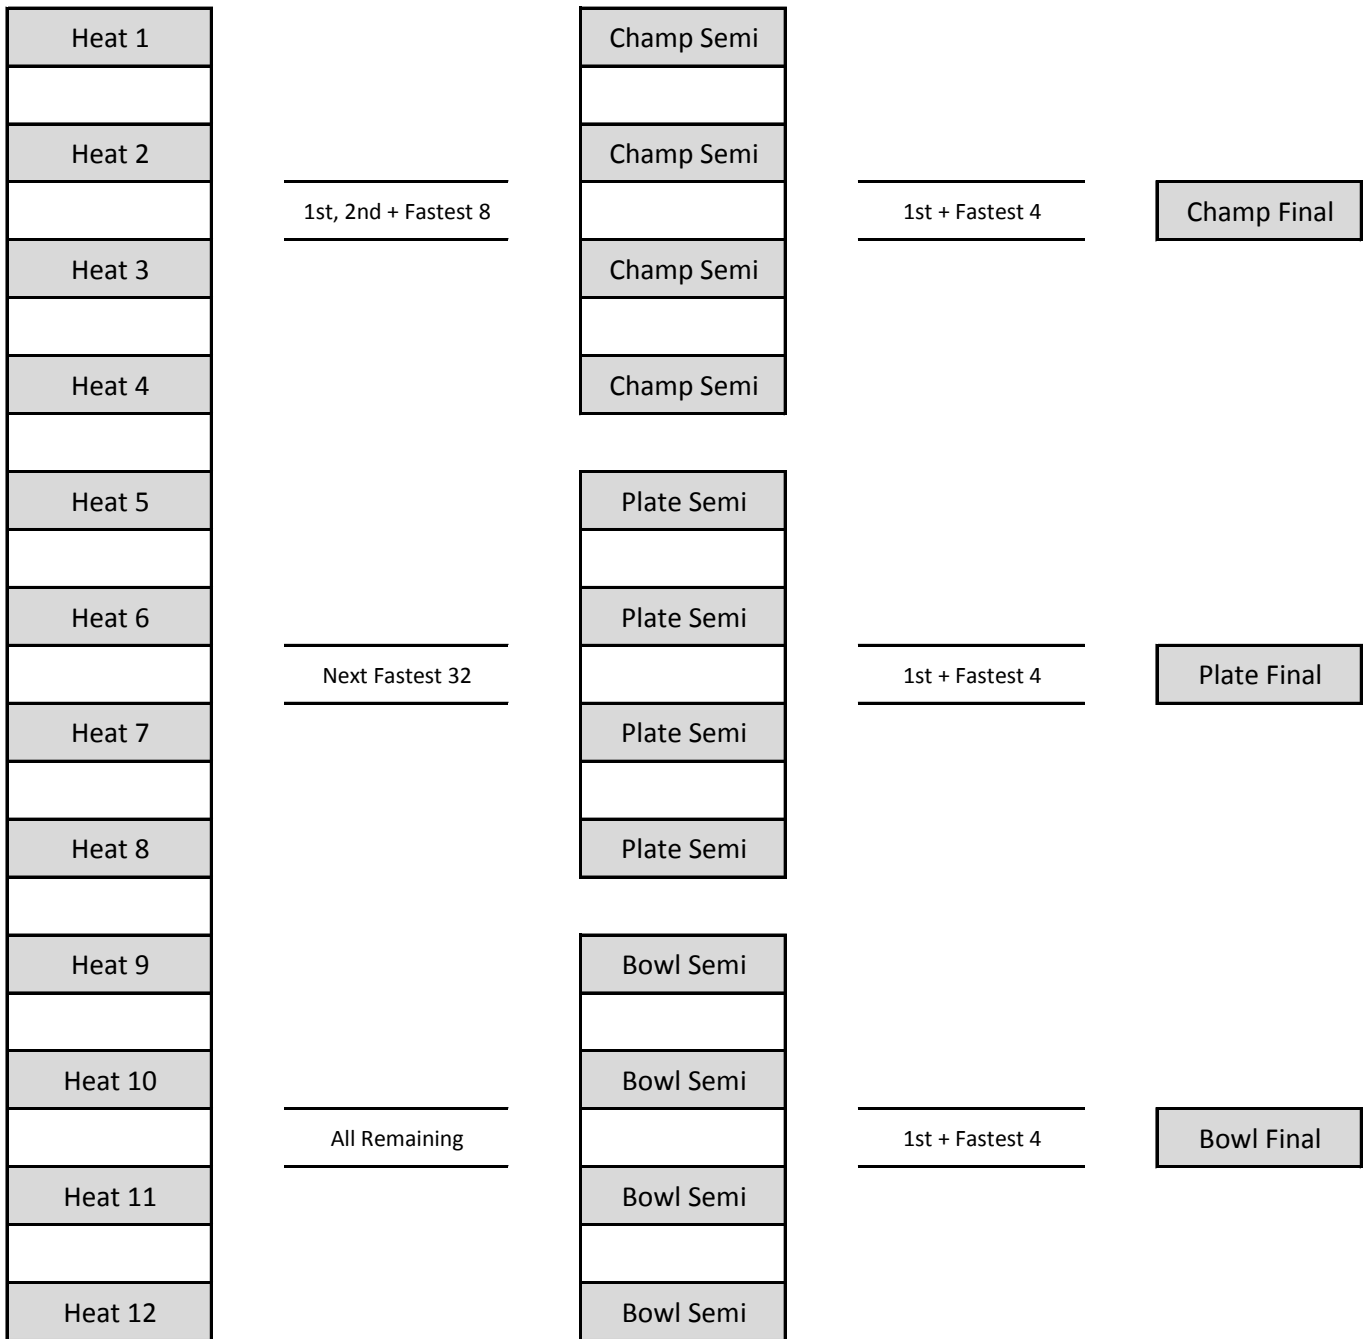 Heat 1
Champ Semi
Heat 2
Champ Semi
1st, 2nd + Fastest 8
1st + Fastest 4
Champ Final
Heat 3
Champ Semi
Heat 4
Champ Semi
Heat 5
Plate Semi
Heat 6
Plate Semi
Next Fastest 32
1st + Fastest 4
Plate Final
Heat 7
Plate Semi
Heat 8
Plate Semi
Heat 9
Bowl Semi
Heat 10
Bowl Semi
All Remaining
1st + Fastest 4
Bowl Final
Heat 11
Bowl Semi
Heat 12
Bowl Semi